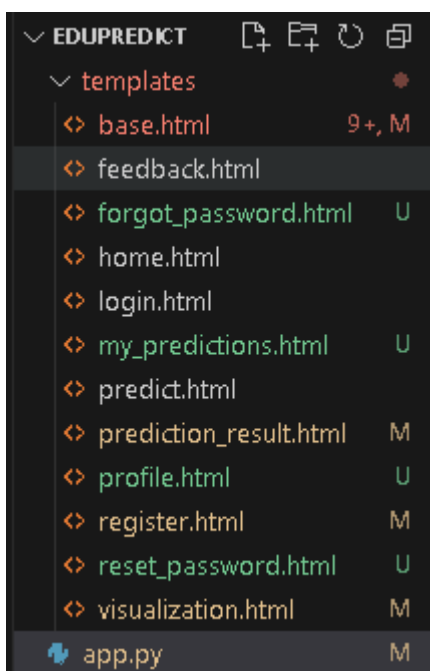 EDUPREDICT
templates
base.html 9+, M
feedback.html
forgot_password.html U
home.html
login.html
my_predictions.html U
predict.html
prediction_result.html M
profile.html U
register.html M
reset_password.html U
visualization.html M
app.py M